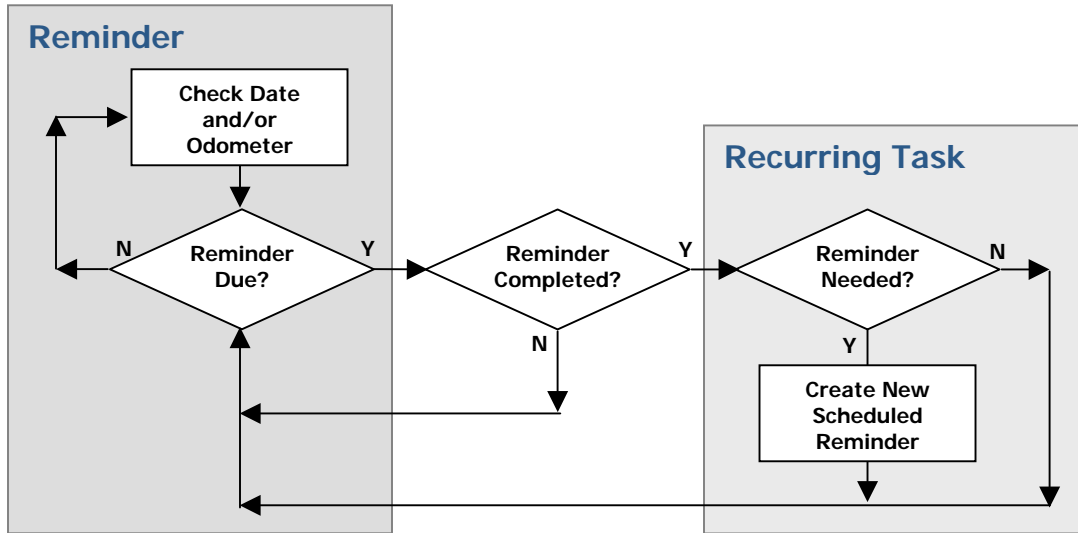 Reminder
Check Date
and/or
Odometer
Recurring Task
N
Reminder
Due?
Y
Reminder
Completed?
Y
Reminder
Needed?
N
N
Y
Create New
Scheduled
Reminder